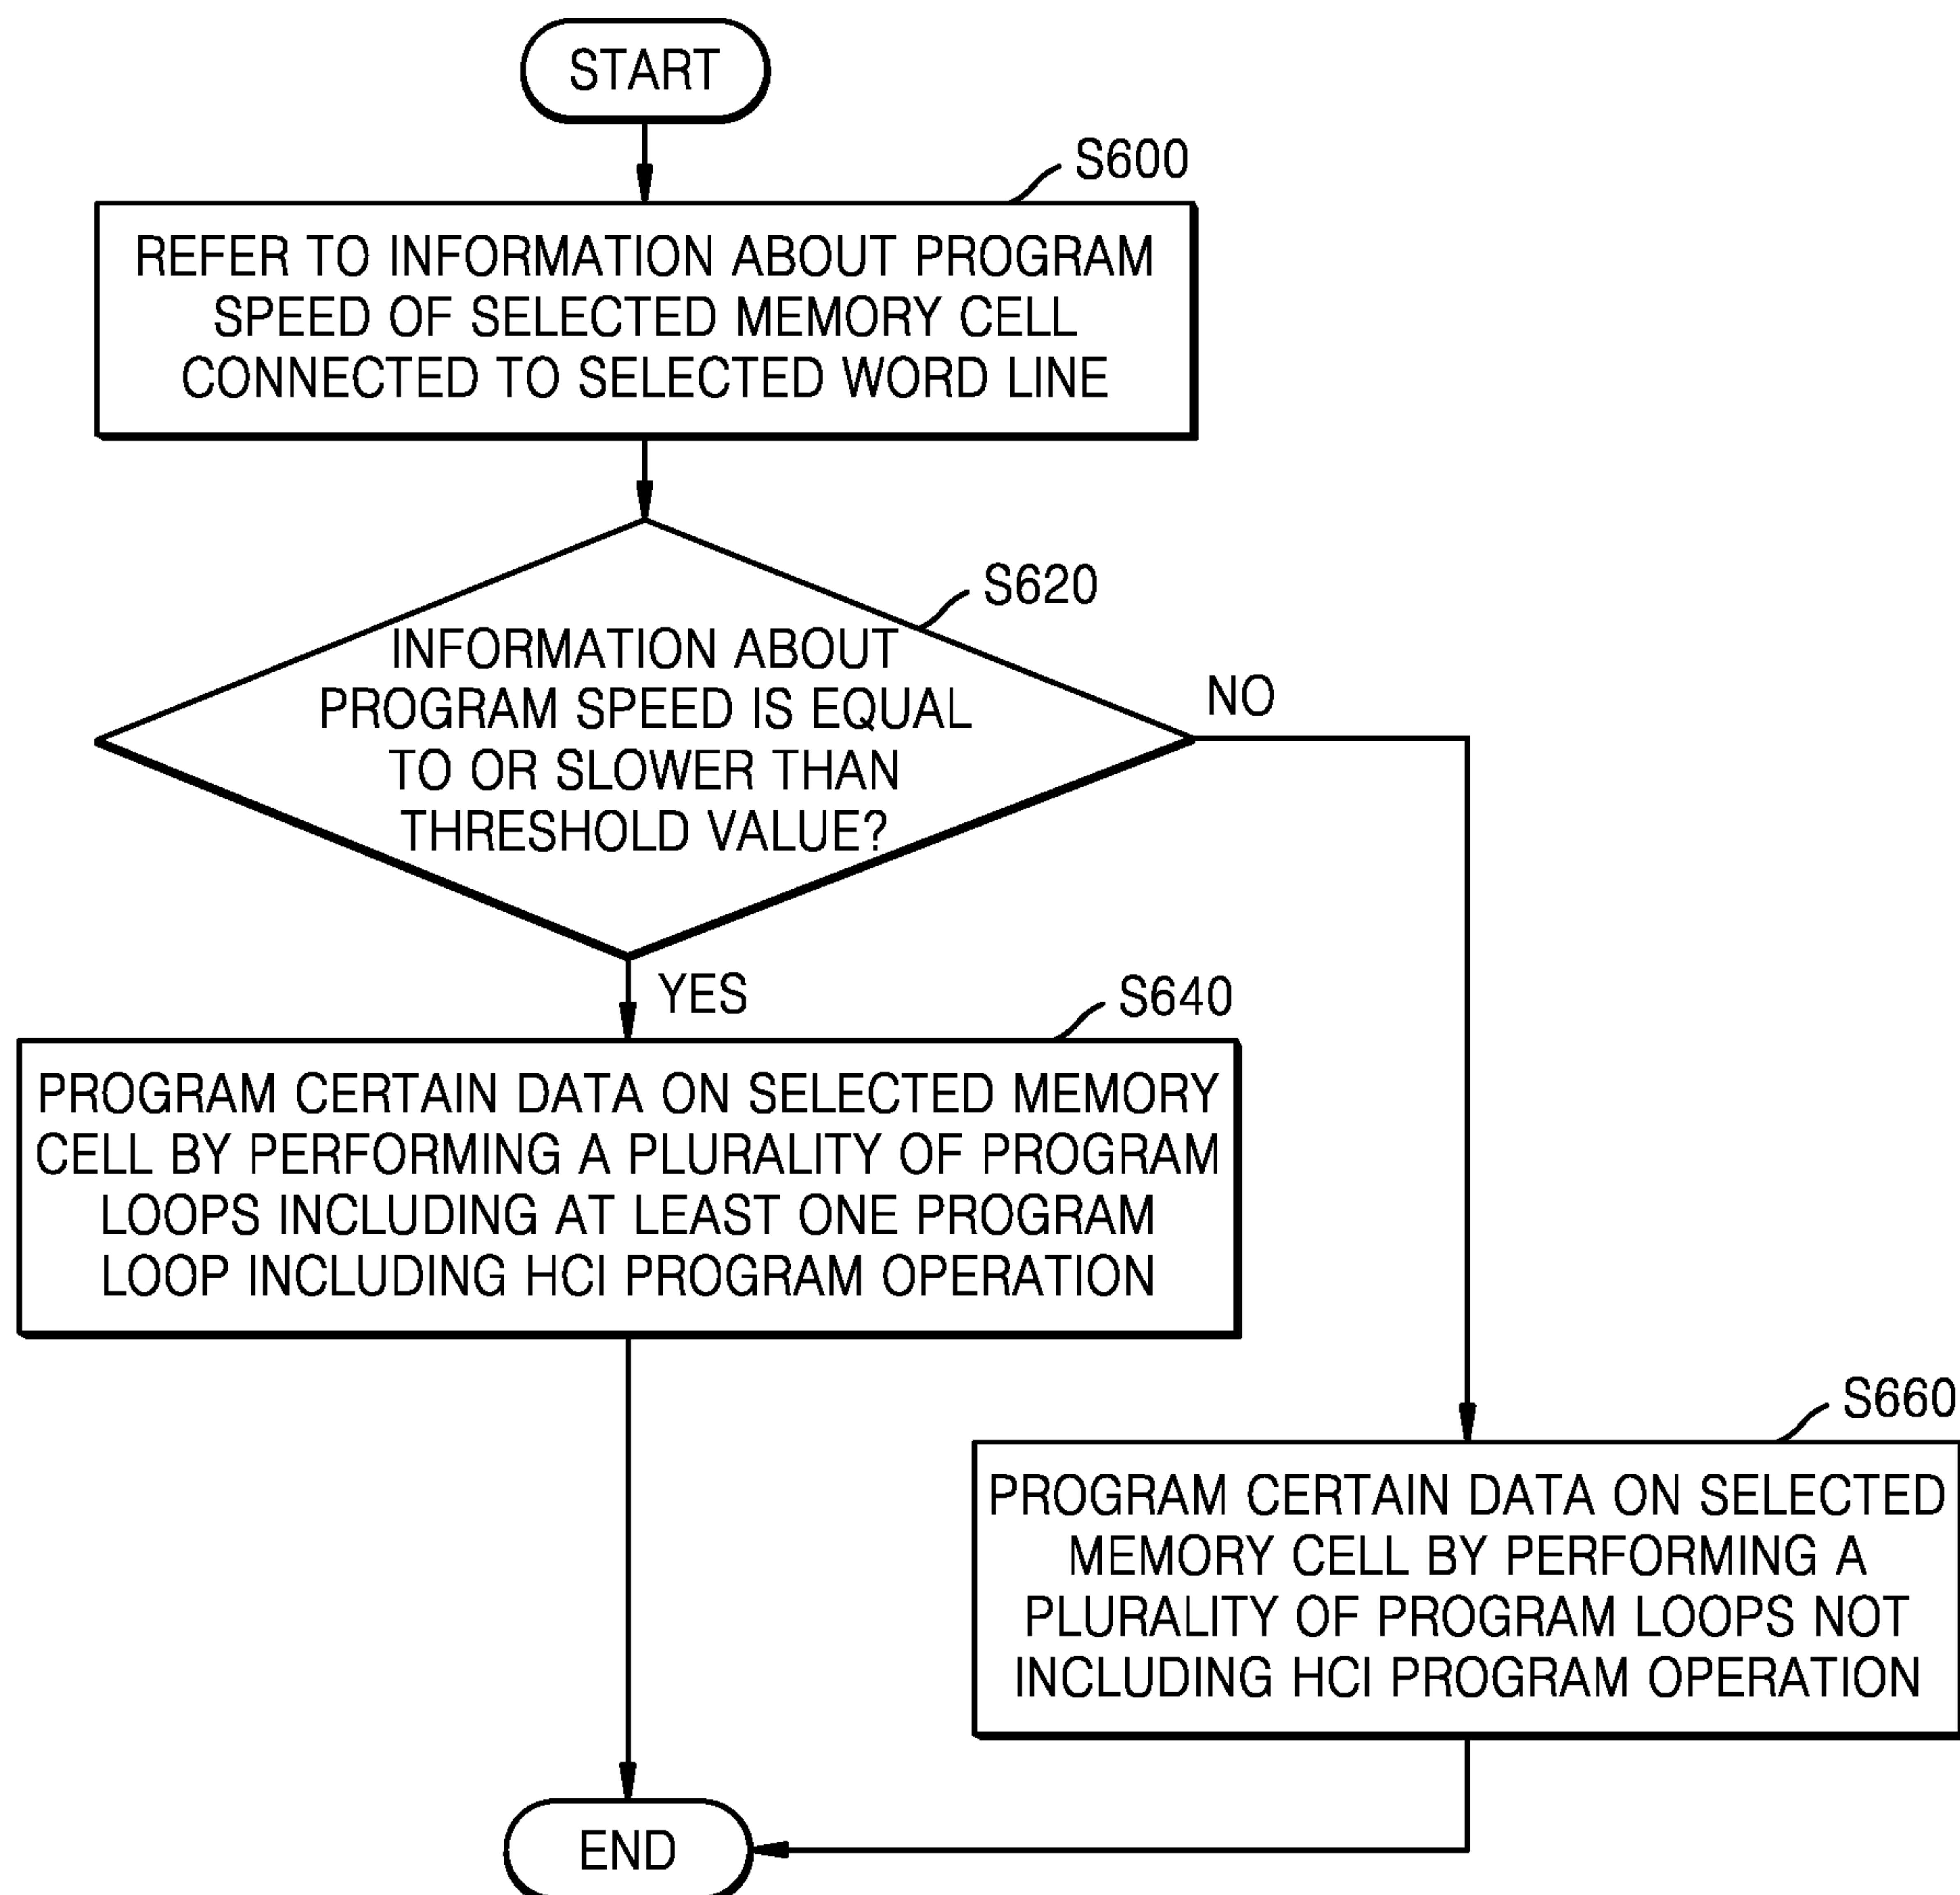 START
S600
REFER TO INFORMATION ABOUT PROGRAM
SPEED OF SELECTED MEMORY CELL
CONNECTED TO SELECTED WORD LINE
S620
INFORMATION ABOUT
PROGRAM SPEED IS EQUAL
TO OR SLOWER THAN
THRESHOLD VALUE?
NO
YES
S640
PROGRAM CERTAIN DATA ON SELECTED MEMORY
CELL BY PERFORMING A PLURALITY OF PROGRAM
LOOPS INCLUDING AT LEAST ONE PROGRAM
LOOP INCLUDING HCI PROGRAM OPERATION
S660
PROGRAM CERTAIN DATA ON SELECTED
MEMORY CELL BY PERFORMING A
PLURALITY OF PROGRAM LOOPS NOT
INCLUDING HCI PROGRAM OPERATION
END